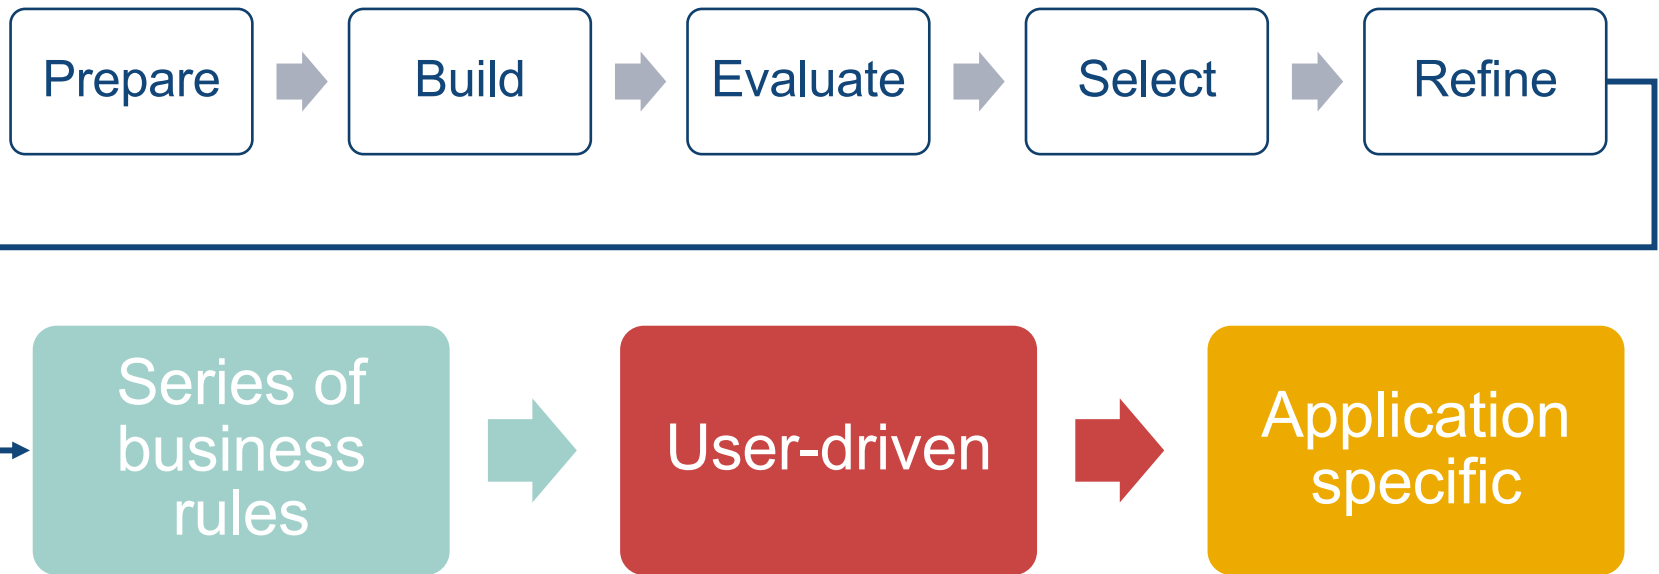 Prepare
Build
Evaluate
Select
Refine
Series of
business
rules
User-driven
Application
specific